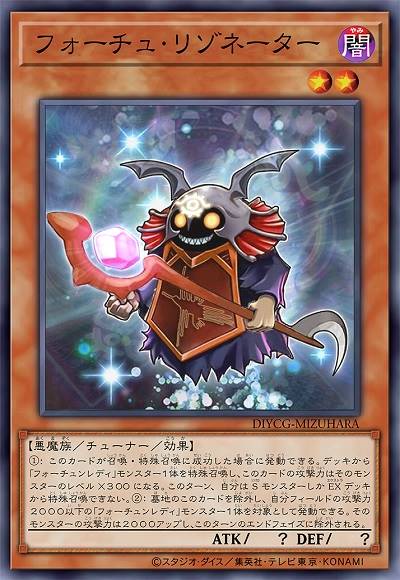 フォーチュ・リゾネーター
やみ
闇
DIYCG-MIZUHARA
【悪魔族／チューナー／効果】
①：このカードが召喚・特殊召喚に成功した場合に発動できる。デッキから
「フォーチュンレディ」モンスター１体を特殊召喚し、このカードの攻撃力はそのモン
スターのレベル×300になる。このターン、自分はSモンスターしかEXデッキ
から特殊召喚できない。②：墓地のこのカードを除外し、自分フィールドの攻撃力
2000以下の「フォーチュンレディ」モンスター１体を対象として発動できる。その
モンスターの攻撃力は2000アップし、このターンのエンドフェイズに除外される。
ATK/ ? DEF/ ?
©スタジオ・ダイス／集英社・テレビ東京・KONAMI